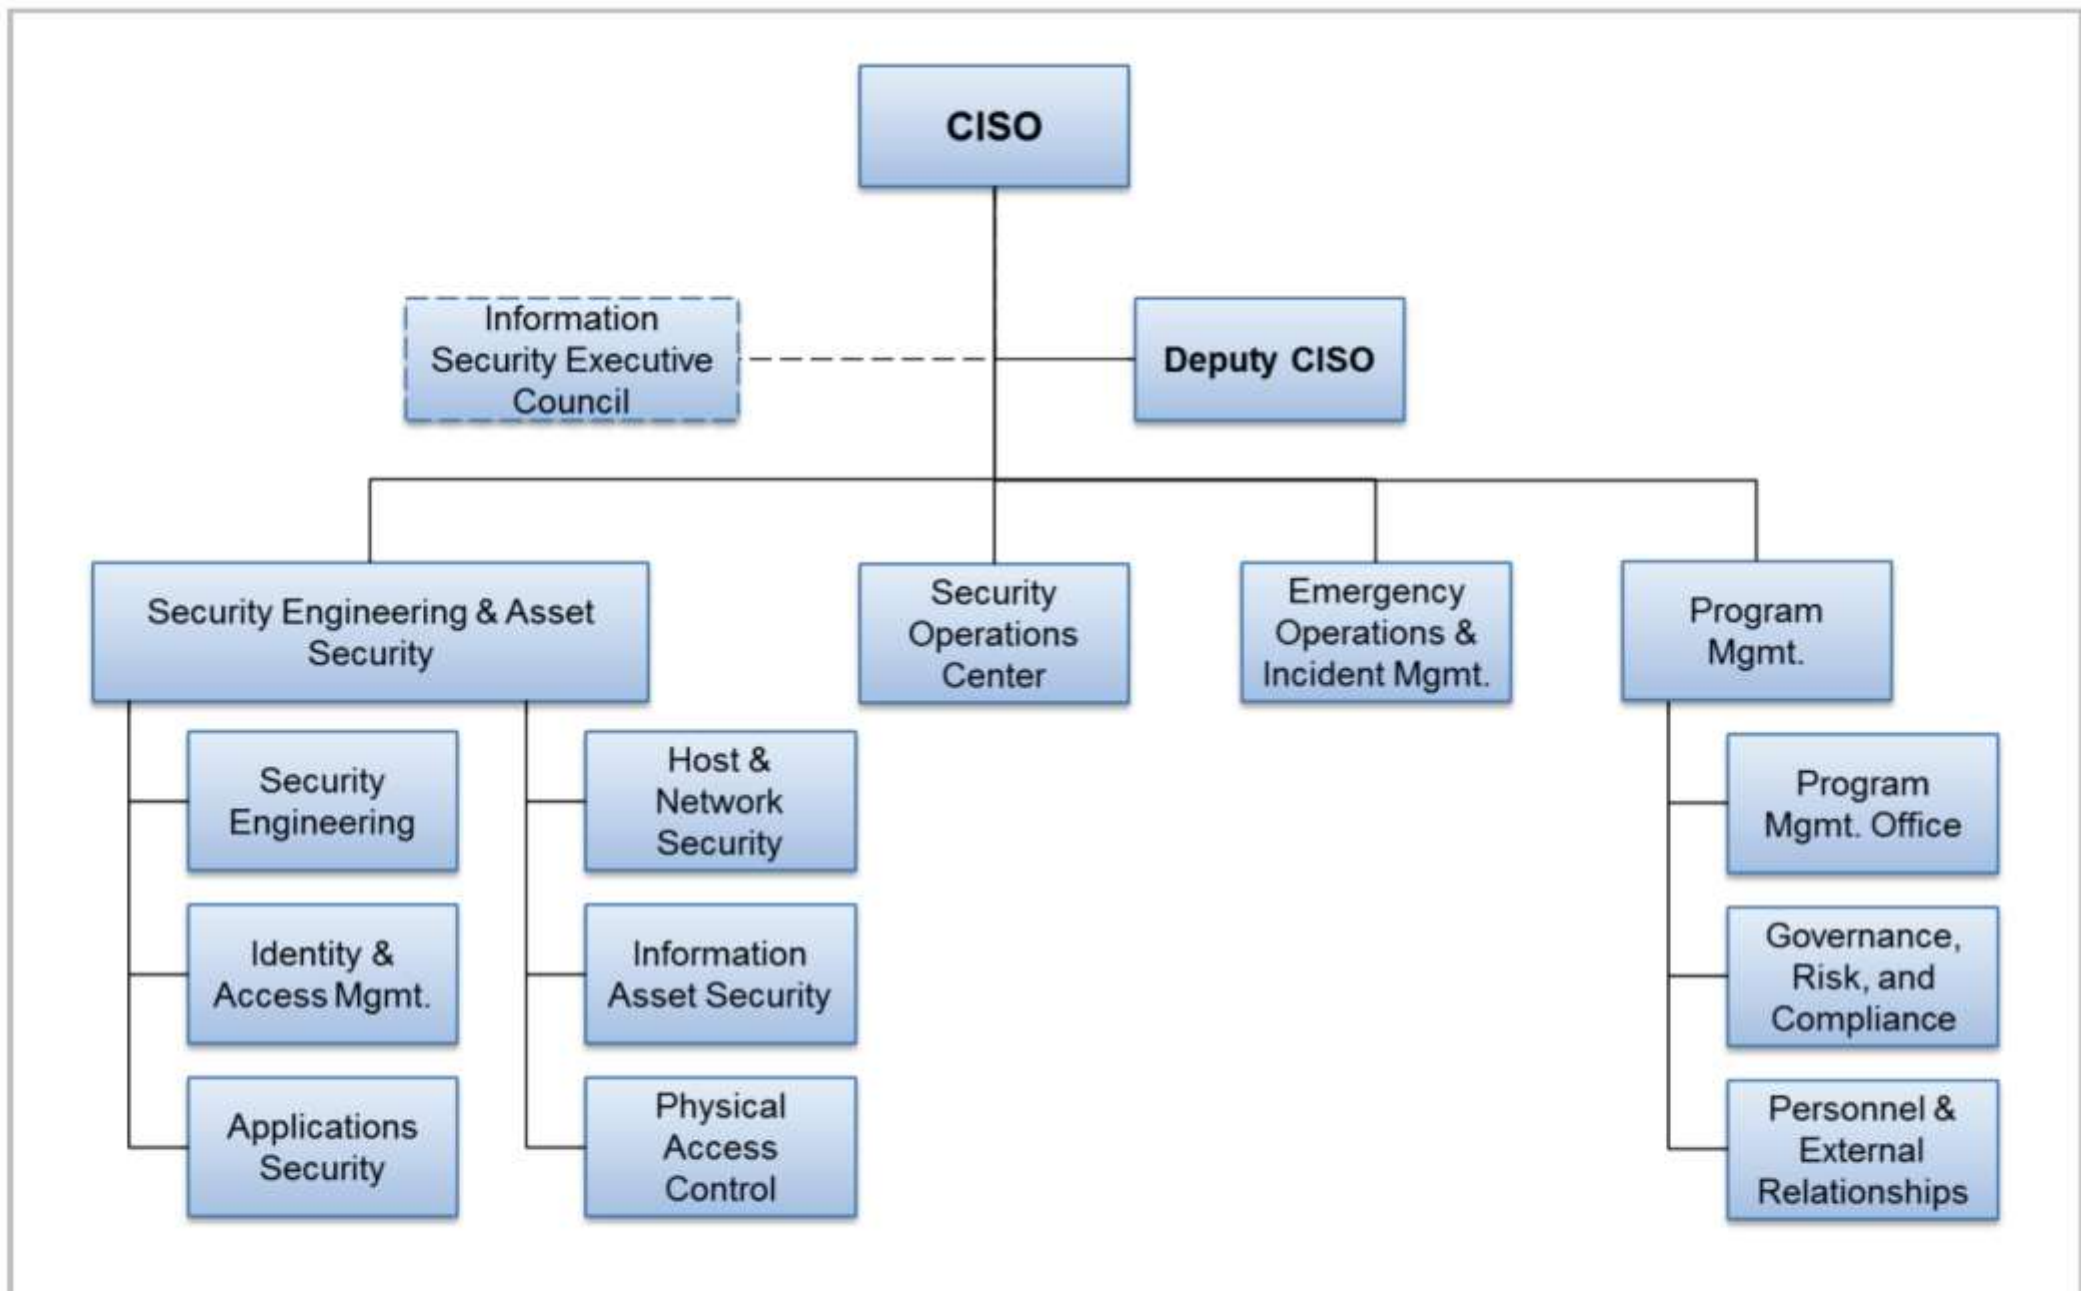 CISO
Information
Security Executive
Council
Deputy CISO
Security Engineering & Asset
Security
Security
Operations
Center
Emergency
Operations &
Incident Mgmt.
Program
Mgmt.
Security
Engineering
Identity &
Access Mgmt.
Applications
Security
Host &
Network
Security
Information
Asset Security
Physical
Access
Control
Program
Mgmt. Office
Governance,
Risk, and
Compliance
Personnel &
External
Relationships